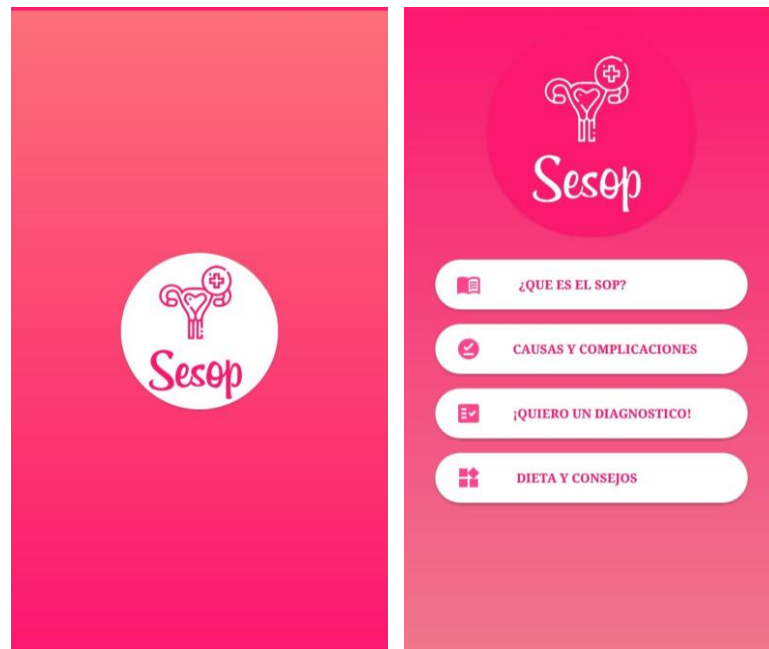 Sesop
Sesop
¿QUE ES EL SOP?
CAUSAS Y COMPLICACIONES
¡QUIERO UN DIAGNOSTICO!
DIETA Y CONSEJOS